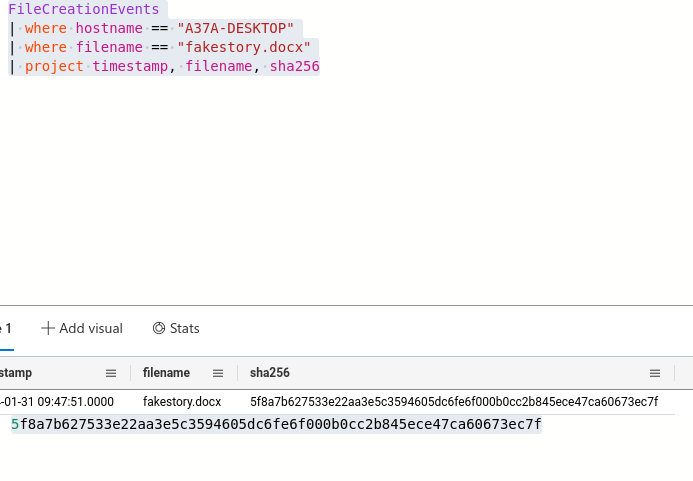 FileCreationEvents
| where hostname == "A37A-DESKTOP"
| where filename == "fakestory.docx"
| project timestamp, filename, sha256
e 1 Add visual Stats
stamp filename sha256
-01-31 09:47:51.0000 fakestory.docx 5f8a7b627533e22aa3e5c3594605dc6fe6f000b0cc2b845ece47ca60673ec7f
5f8a7b627533e22aa3e5c3594605dc6fe6f000b0cc2b845ece47ca60673ec7f